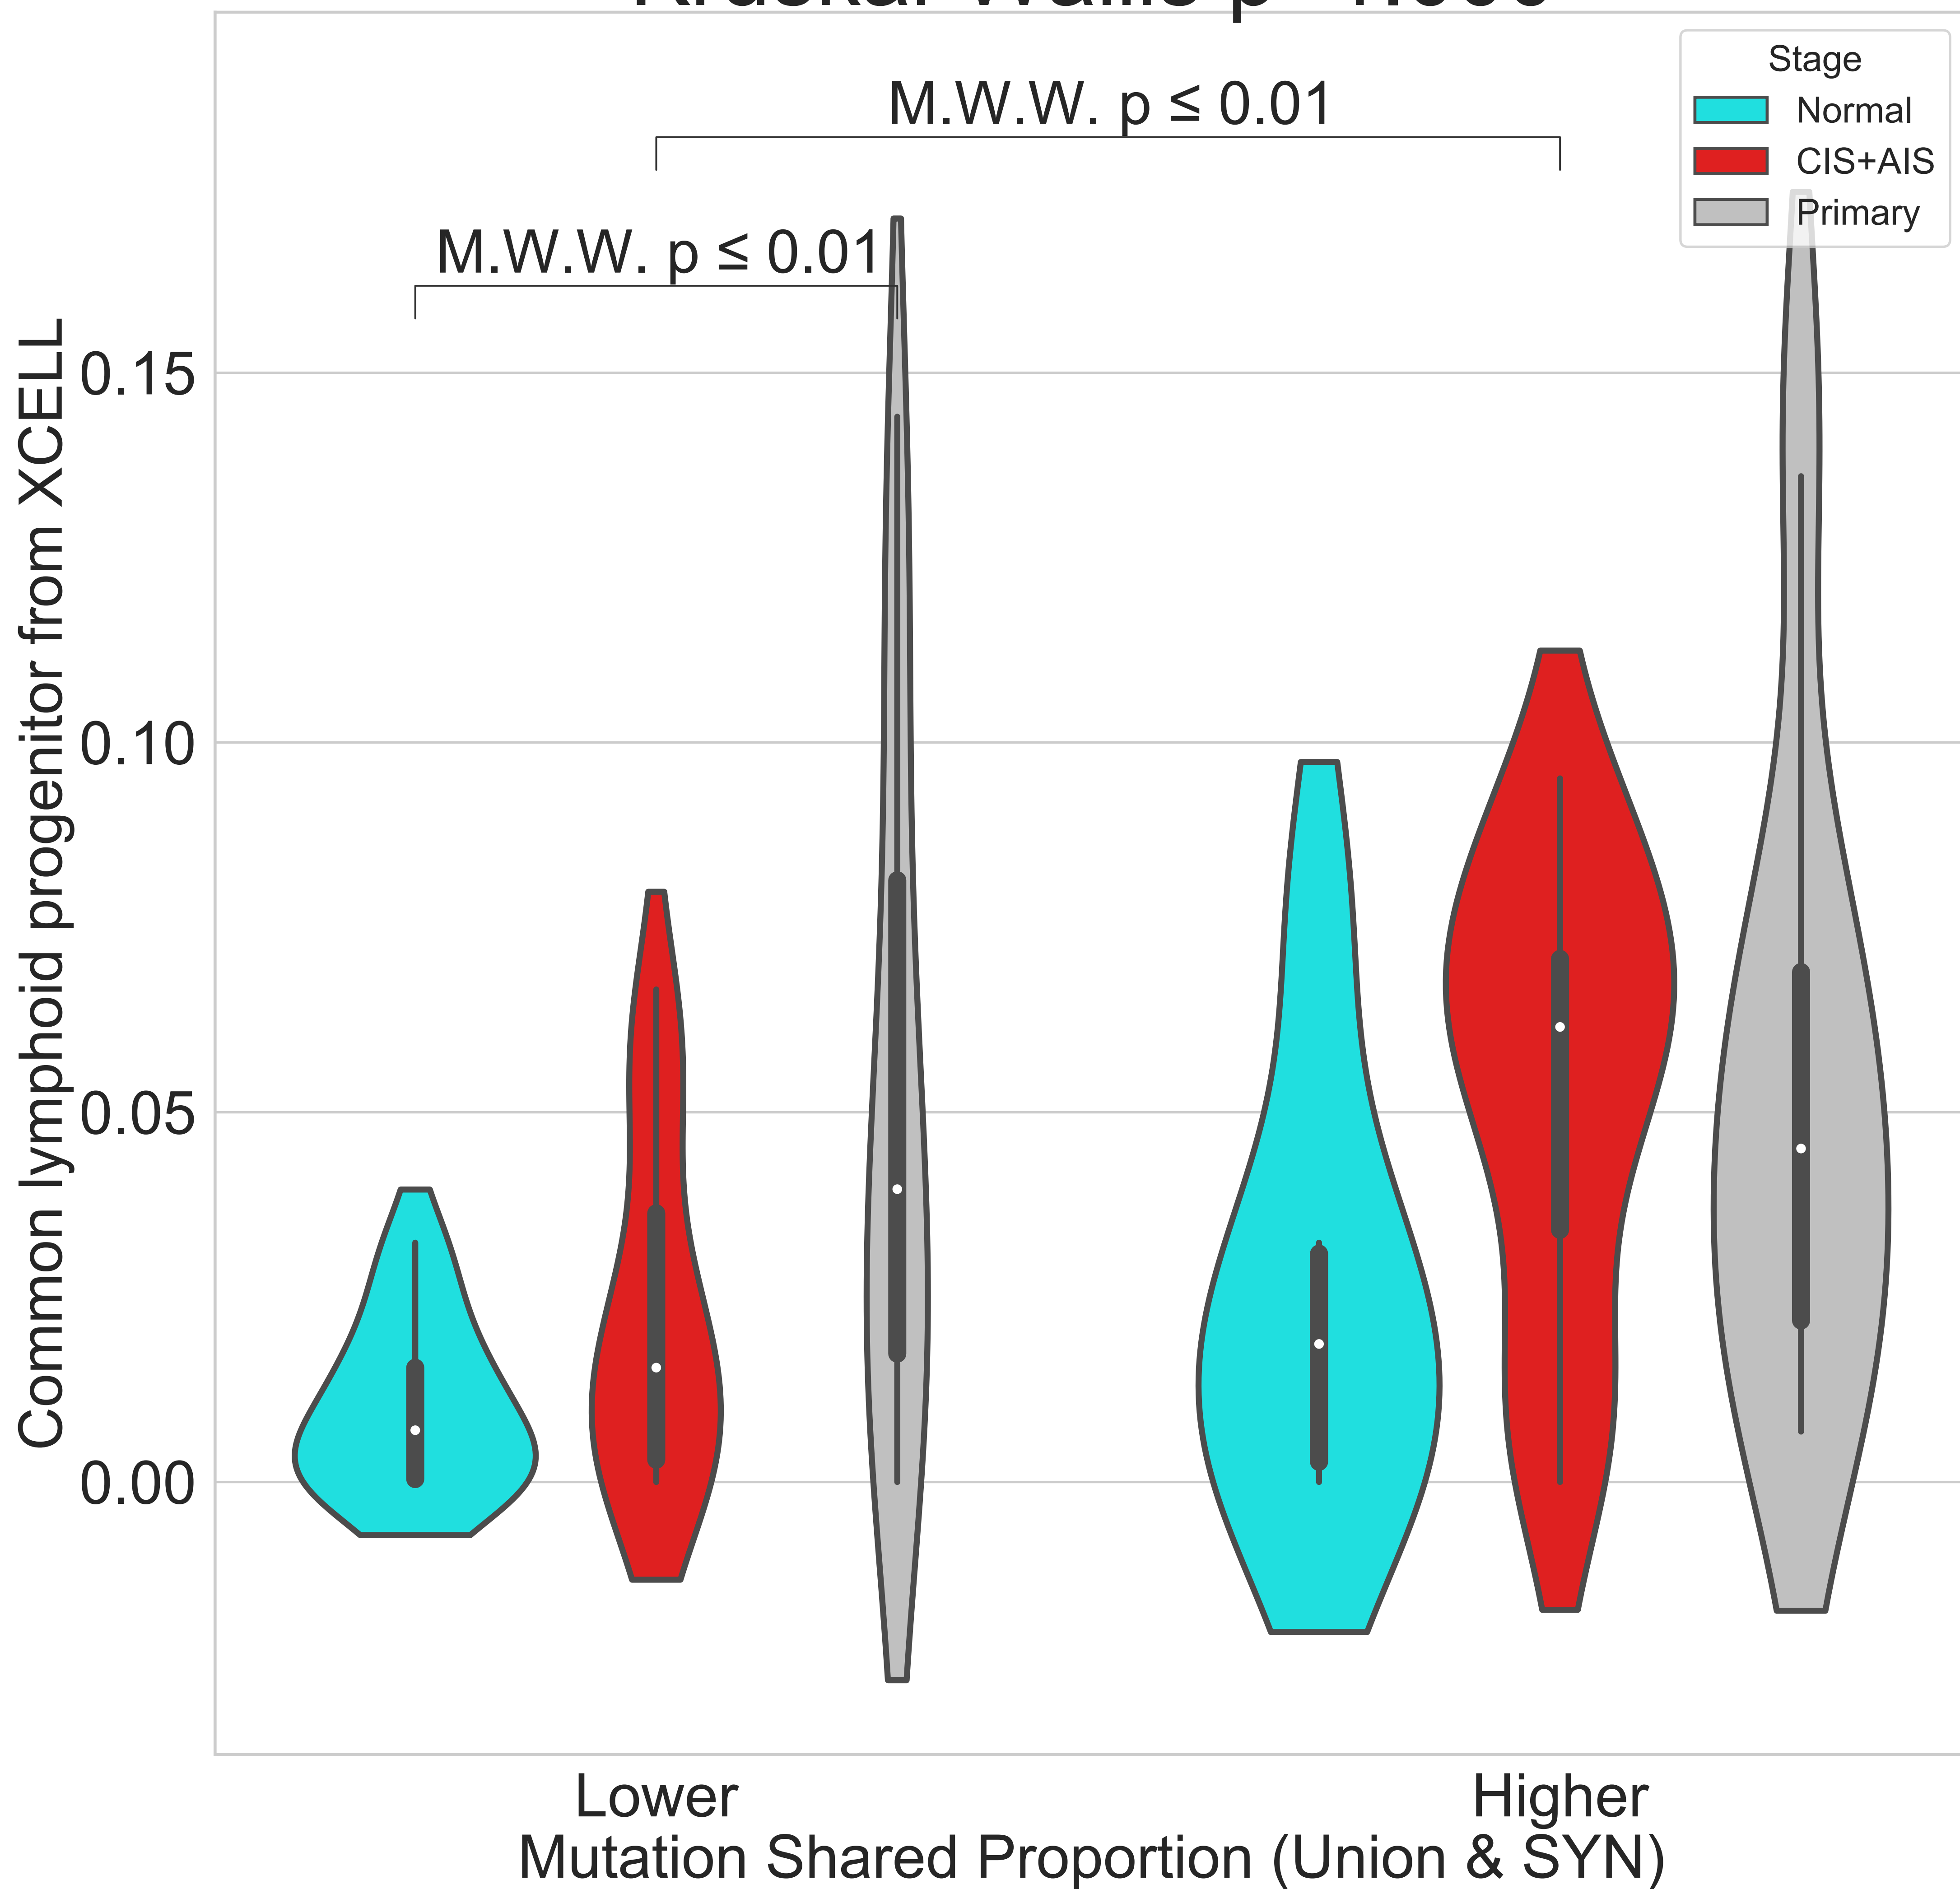 M.W.W. p ≤ 0.01
M.W.W. p ≤ 0.01
Stage
Normal
CIS+AIS
Primary
Common lymphoid progenitor from XCELL
0.15
0.10
0.05
0.00
Lower
Higher
Mutation Shared Proportion (Union & SYN)